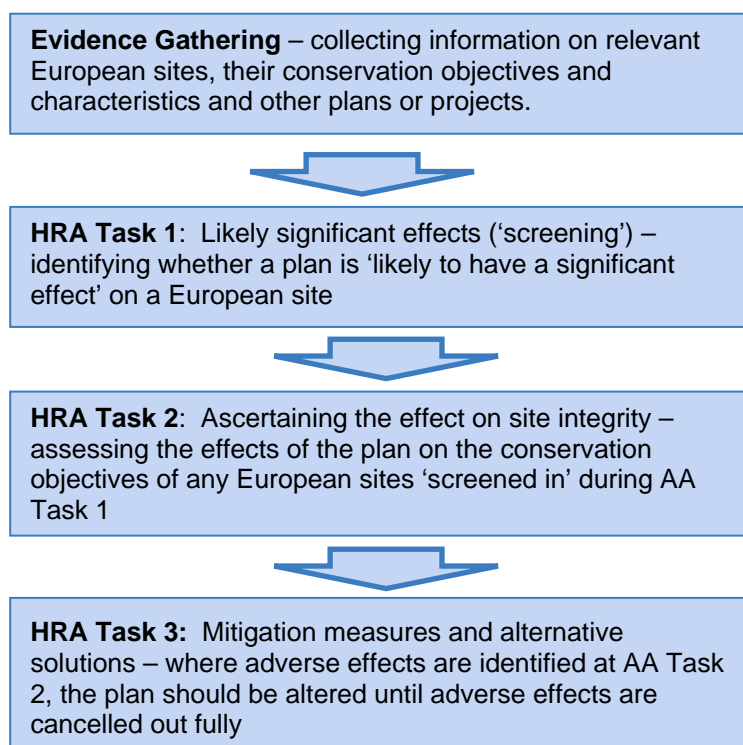 Evidence Gathering – collecting information on relevant
European sites, their conservation objectives and
characteristics and other plans or projects.
HRA Task 1:  Likely significant effects (‘screening’) –
identifying whether a plan is ‘likely to have a significant
effect’ on a European site
HRA Task 2:  Ascertaining the effect on site integrity –
assessing the effects of the plan on the conservation
objectives of any European sites ‘screened in’ during AA
Task 1
HRA Task 3:  Mitigation measures and alternative
solutions – where adverse effects are identified at AA Task
2, the plan should be altered until adverse effects are
cancelled out fully